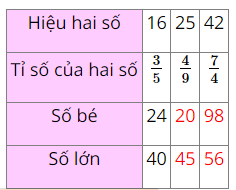 Hiệu hai số 16 25 42
Tỉ số của hai số 3/5 4/9 7/4
Số bé 24 20 98
Số lớn 40 45 56